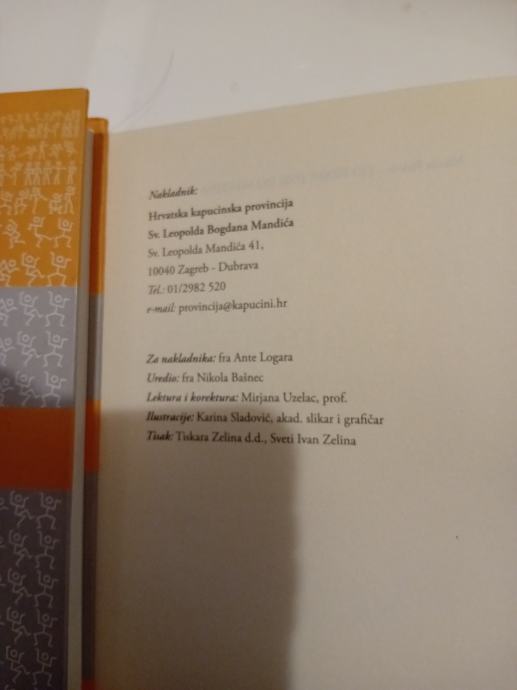 Nakladnik:
Hrvatska kapucinska provincija
Sv. Leopolda Bogdana Mandića
Sv. Leopolda Mandića 41,
10040 Zagreb - Dubrava
Tel.: 01/2982 520
e-mail: provincija@kapucini.hr
Za nakladnika: fra Ante Logara
Uredio: fra Nikola Bašnec
Lektura i korektura: Mirjana Uzelac, prof.
Ilustracije: Karina Sladović, akad. slikar i grafičar
Tisak: Tiskara Zelina d.d., Sveti Ivan Zelina